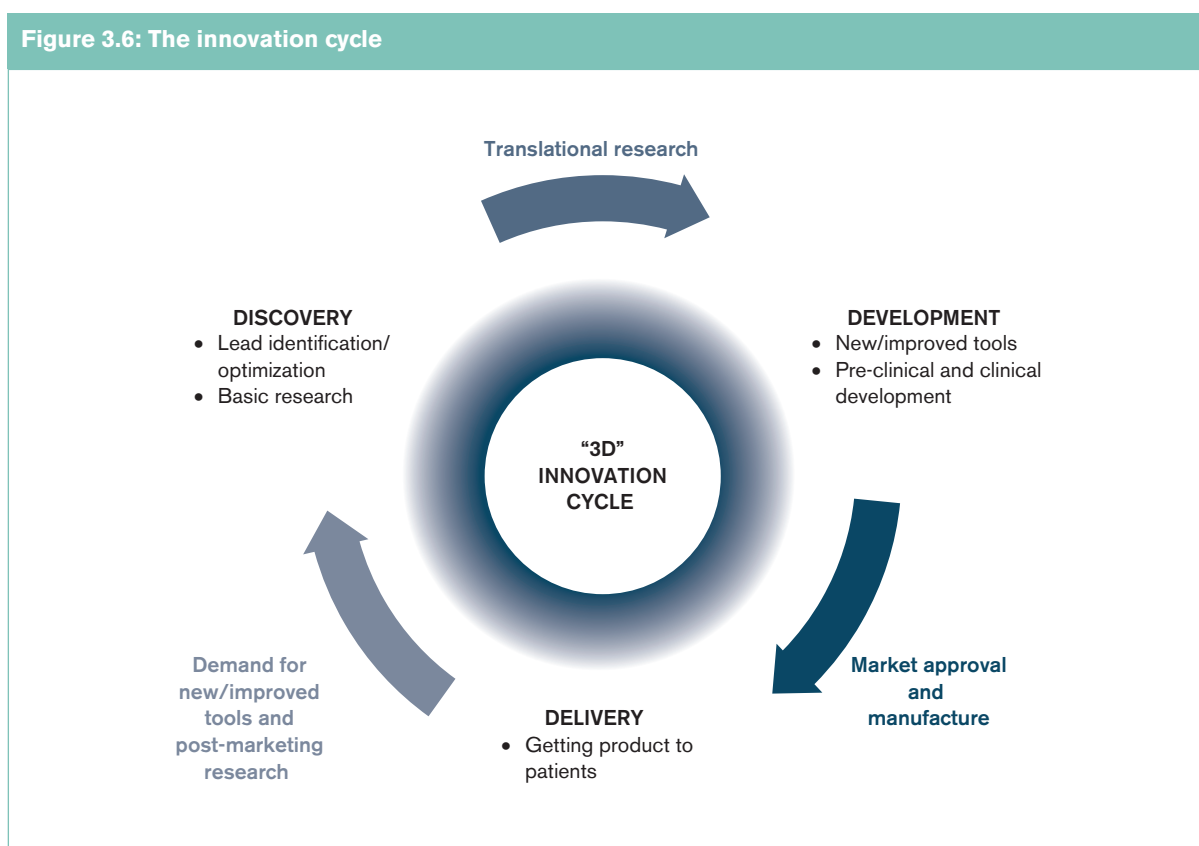 Figure 3.6: The innovation cycle
Translational research
DISCOVERY
• Lead identification/
optimization
• Basic research
DEVELOPMENT
• New/improved tools
• Pre-clinical and clinical
development
“3D”
INNOVATION
CYCLE
Demand for
new/improved
tools and
post-marketing
research
DELIVERY
• Getting product to
patients
Market approval
and
manufacture